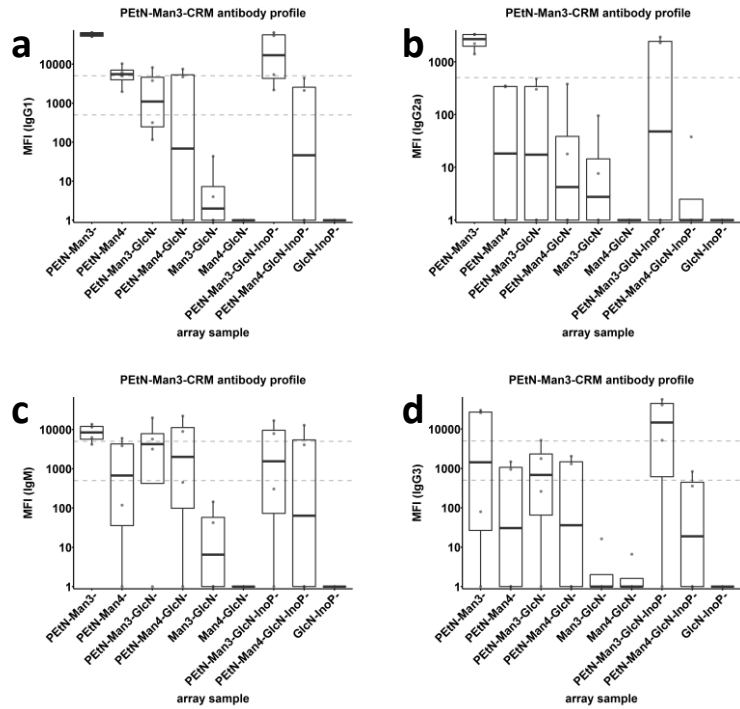 a
PEtN-Man3-CRM antibody profile
MFI (IgG1)
10000
1000
100
10
1
PEtN-Man3-
PEtN-Man4-
PEtN-Man3-GlcN-
PEtN-Man4-GlcN-
Man3-GlcN-
Man4-GlcN-
PEtN-Man3-GlcN-InoP-
PEtN-Man4-GlcN-InoP-
GlcN-InoP-
array sample
b
PEtN-Man3-CRM antibody profile
MFI (IgG2a)
1000
100
10
1
PEtN-Man3-
PEtN-Man4-
PEtN-Man3-GlcN-
PEtN-Man4-GlcN-
Man3-GlcN-
Man4-GlcN-
PEtN-Man3-GlcN-InoP-
PEtN-Man4-GlcN-InoP-
GlcN-InoP-
array sample
c
PEtN-Man3-CRM antibody profile
MFI (IgM)
10000
1000
100
10
1
PEtN-Man3-
PEtN-Man4-
PEtN-Man3-GlcN-
PEtN-Man4-GlcN-
Man3-GlcN-
Man4-GlcN-
PEtN-Man3-GlcN-InoP-
PEtN-Man4-GlcN-InoP-
GlcN-InoP-
array sample
d
PEtN-Man3-CRM antibody profile
MFI (IgG3)
10000
1000
100
10
1
PEtN-Man3-
PEtN-Man4-
PEtN-Man3-GlcN-
PEtN-Man4-GlcN-
Man3-GlcN-
Man4-GlcN-
PEtN-Man3-GlcN-InoP-
PEtN-Man4-GlcN-InoP-
GlcN-InoP-
array sample